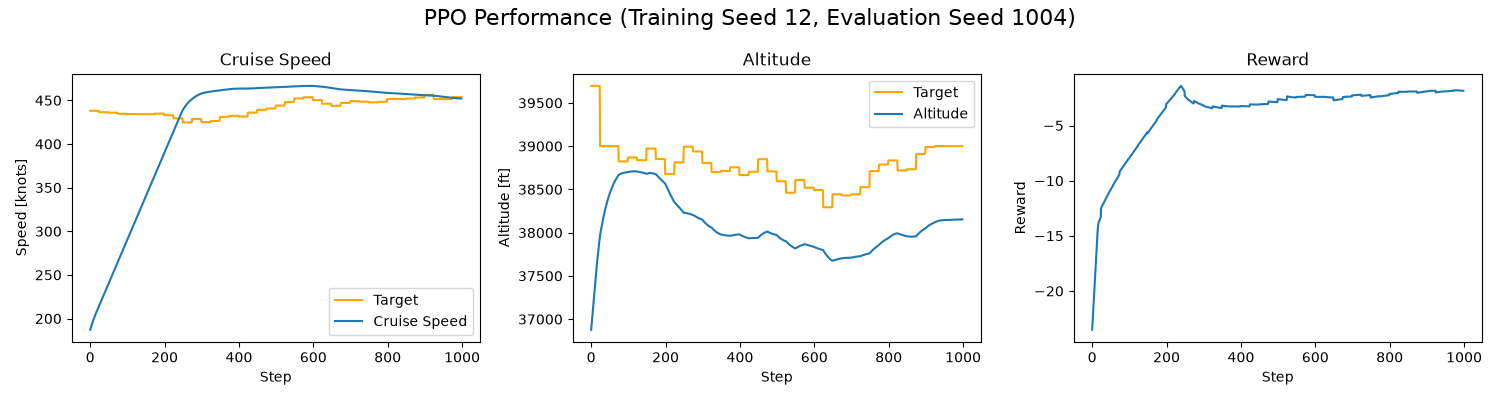 PPO Performance (Training Seed 12, Evaluation Seed 1004)
Cruise Speed
Speed [knots]
450
400
350
300
250
200
Target
Cruise Speed
0 200 400 600 800 1000
Step
Altitude
Altitude [ft]
39500
39000
38500
38000
37500
37000
Target
Altitude
0 200 400 600 800 1000
Step
Reward
Reward
−5
−10
−15
−20
0 200 400 600 800 1000
Step